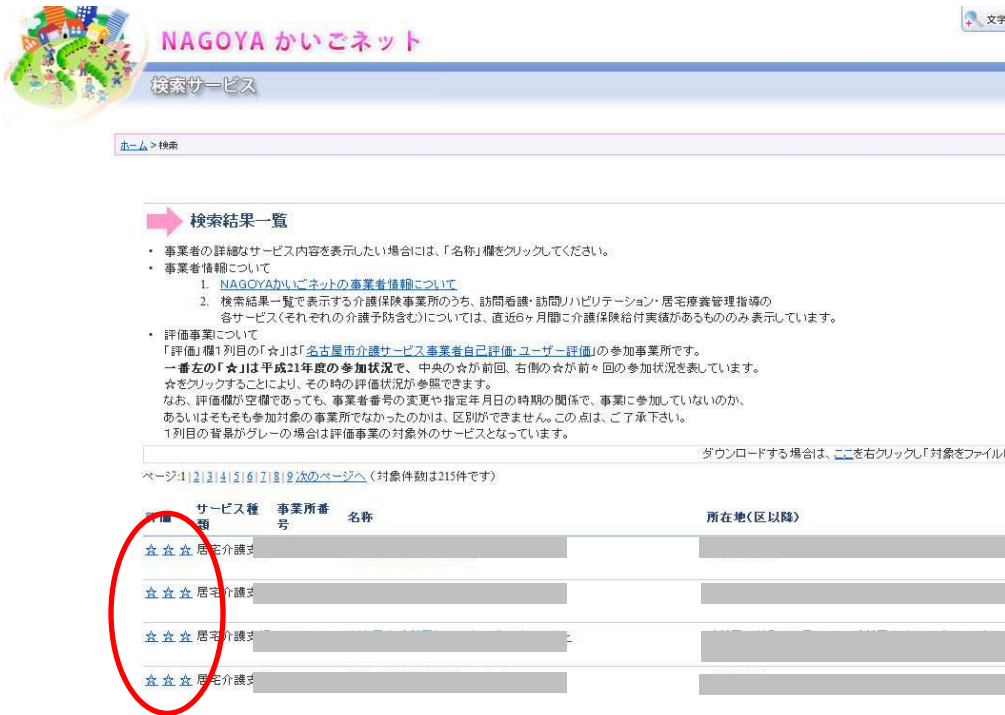 文字
NAGOYA かいごネット
検索サービス
ホーム > 検索
検索結果一覧
・ 事業者の詳細なサービス内容を表示したい場合には、「名称」欄をクリックしてください。
・ 事業者情報について
1. NAGOYAかいごネットの事業者情報について
2. 検索結果一覧で表示する介護保険事業所のうち、訪問看護・訪問リハビリテーション・居宅療養管理指導の
各サービス(それぞれの介護予防含む)については、直近6ヶ月間に介護保険給付実績があるもののみ表示しています。
・ 評価事業について
「評価」欄1列目の「☆」は「名古屋市介護サービス事業者自己評価・ユーザー評価」の参加事業所です。
一番左の「☆」は平成21年度の参加状況で、中央の☆が前回、右側の☆が前々回の参加状況を表しています。
☆をクリックすることにより、その時の評価状況が参照できます。
なお、評価欄が空欄であっても、事業者番号の変更や指定年月日の時期の関係で、事業に参加していないのか、
あるいはそもそも参加対象の事業所でなかったのかは、区別ができません。この点は、ご了承下さい。
1列目の背景がグレーの場合は評価事業の対象外のサービスとなっています。
ダウンロードする場合は、ここを右クリックし「対象をファイル
ページ:1|2|3|4|5|6|7|8|9 次のページへ (対象件数は215件です)
評価 サービス種類 事業所番号 名称 所在地(区以降)
☆ ☆ ☆ 居宅介護支
☆ ☆ ☆ 居宅介護支
☆ ☆ ☆ 居宅介護支
☆ ☆ ☆ 居宅介護支